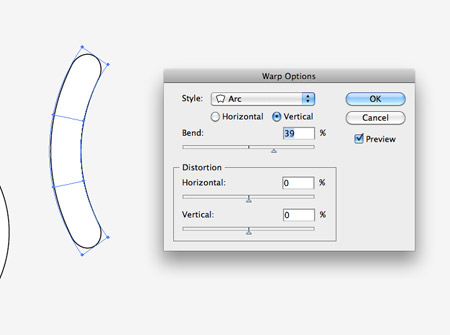 Warp Options
Style: Arc
Horizontal Vertical
Bend: 39 %
Distortion
Horizontal: 0 %
Vertical: 0 %
OK
Cancel
Preview